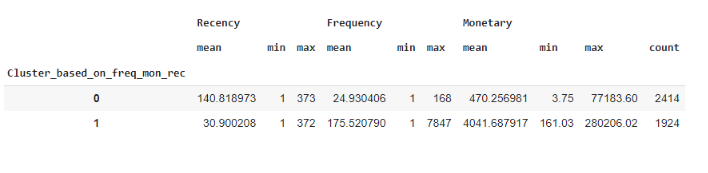 Recency Frequency Monetary
mean min max mean min max mean min max count
Cluster_based_on_freq_mon_rec
0 140.818973 1 373 24.930406 1 168 470.256981 3.75 77183.60 2414
1 30.900208 1 372 175.520790 1 7847 4041.687917 161.03 280206.02 1924